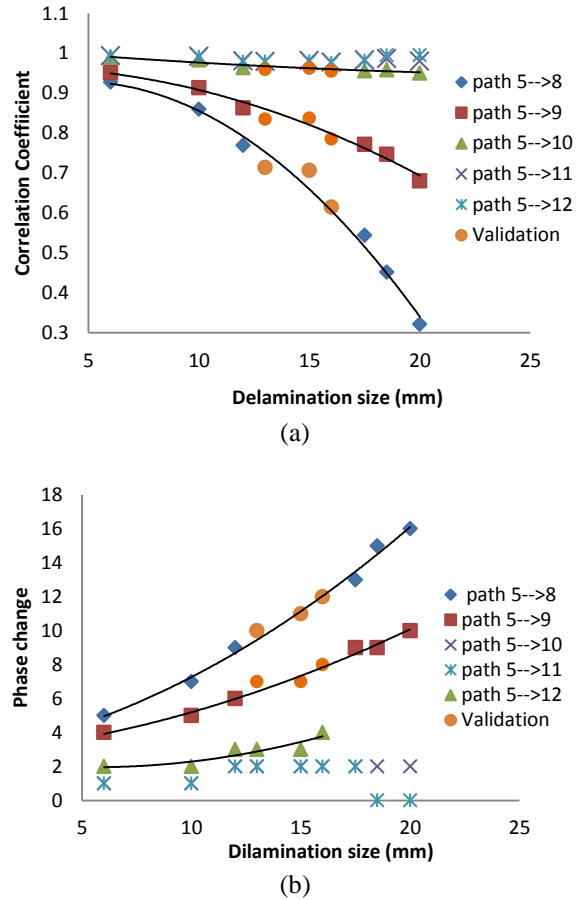 1.1
1
0.9
0.8
0.7
0.6
0.5
0.4
0.3
Correlation Coeffiicient
5
10
15
20
25
Delamination size (mm)
path 5-->8
path 5-->9
path 5-->10
path 5-->11
path 5-->12
Validation
(a)
18
16
14
12
10
8
6
4
2
0
Phase change
5
10
15
20
25
Dilamination size (mm)
path 5-->8
path 5-->9
path 5-->10
path 5-->11
path 5-->12
Validation
(b)